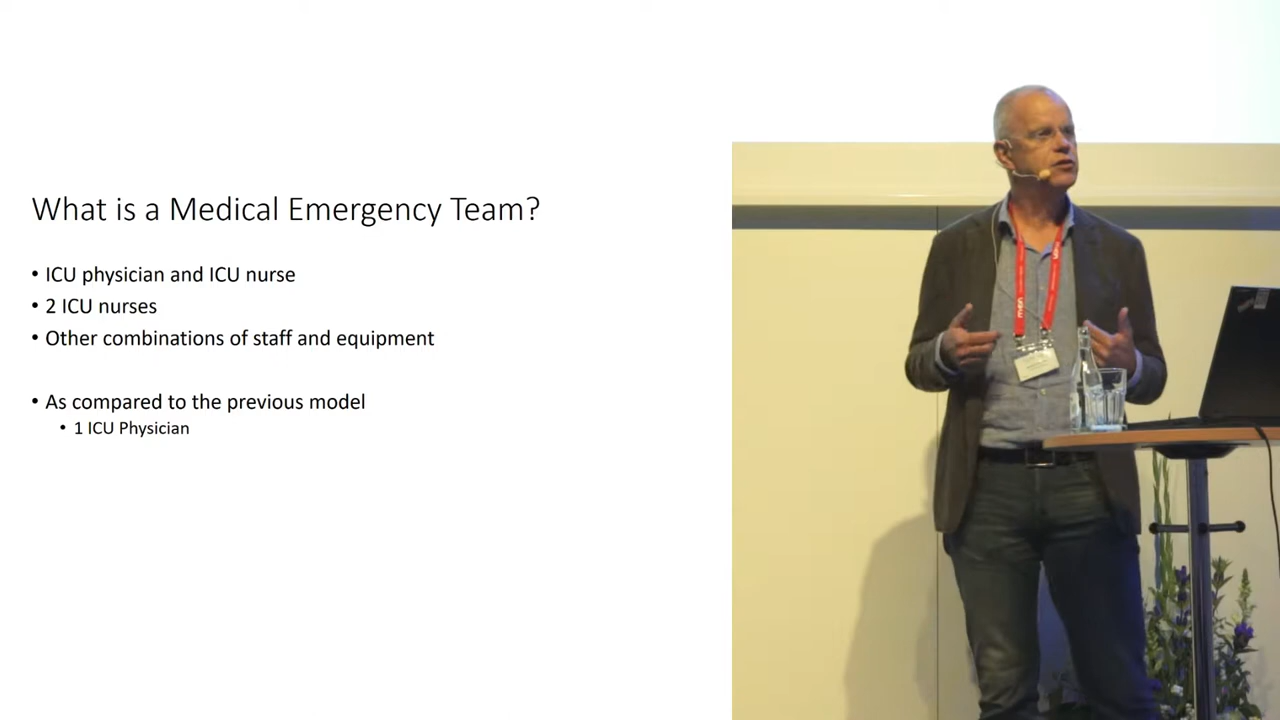 What is a Medical Emergency Team?
• ICU physician and ICU nurse
• 2 ICU nurses
• Other combinations of staff and equipment
• As compared to the previous model
• 1 ICU Physician